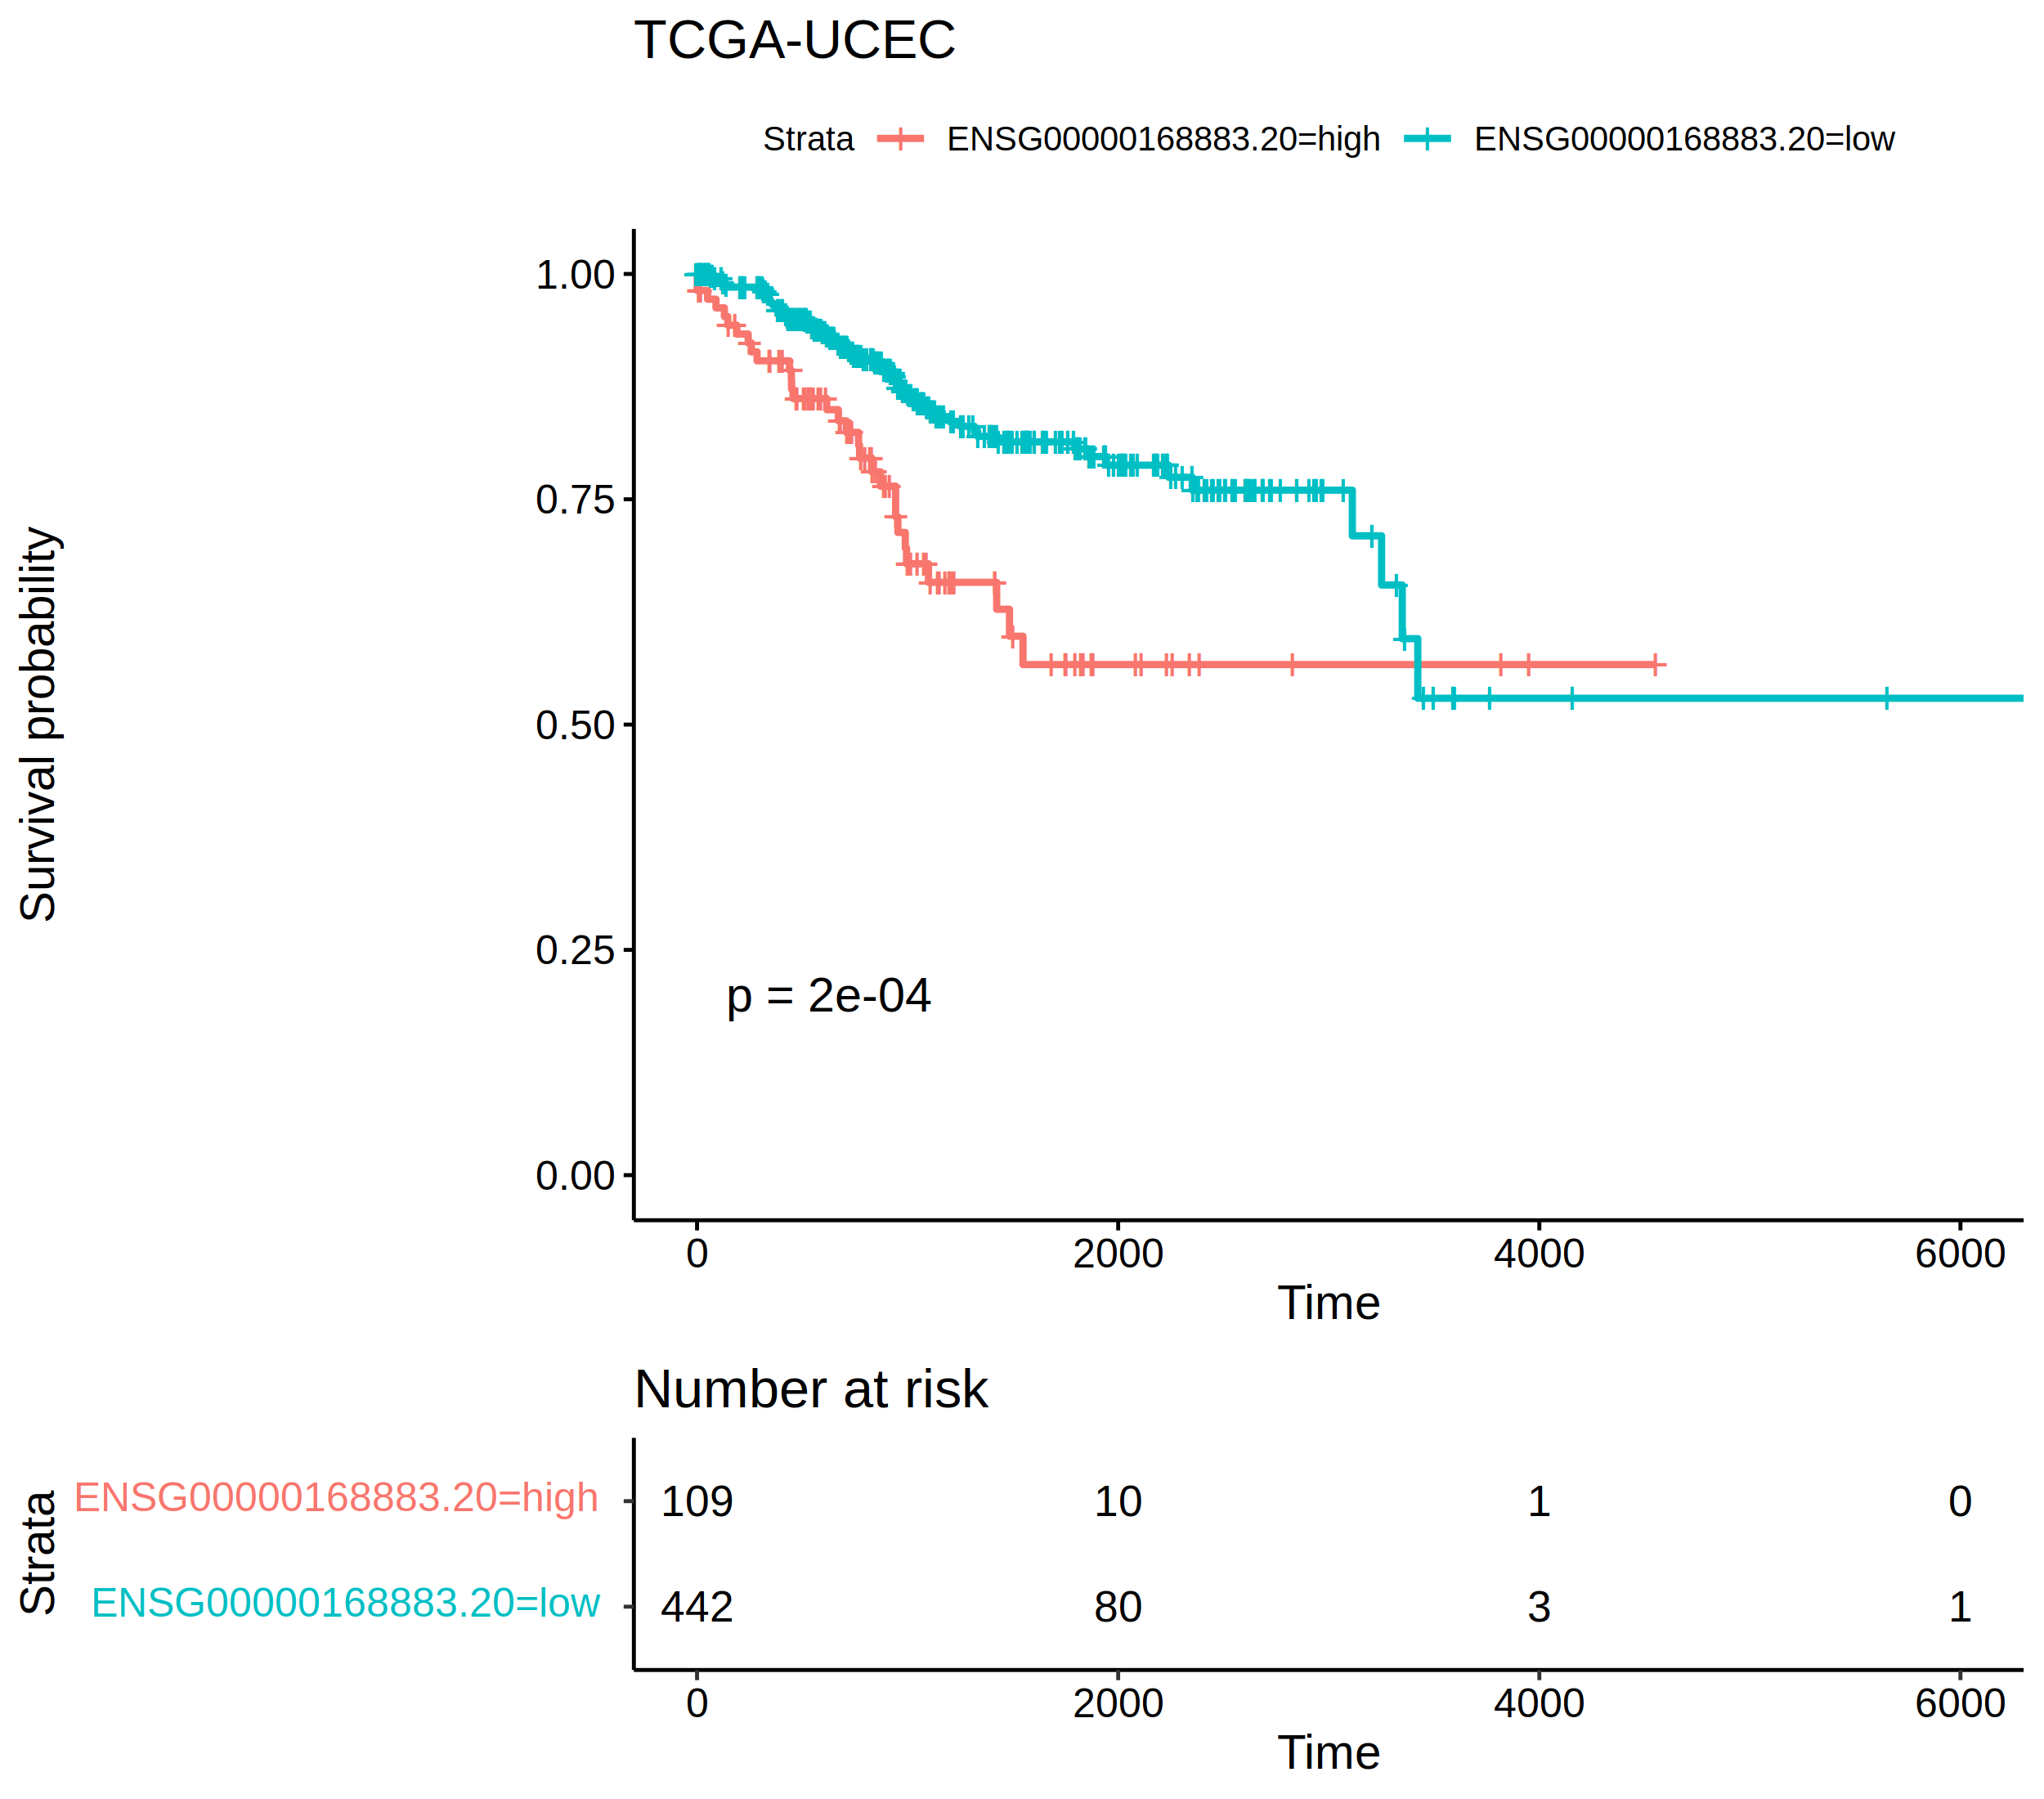 TCGA-UCEC
Strata ENSG00000168883.20=high ENSG00000168883.20=low
Survival probability
1.00
0.75
0.50
0.25
0.00
p = 2e-04
0 2000 4000 6000
Time
Number at risk
Strata
ENSG00000168883.20=high 109 10 1 0
ENSG00000168883.20=low 442 80 3 1
0 2000 4000 6000
Time